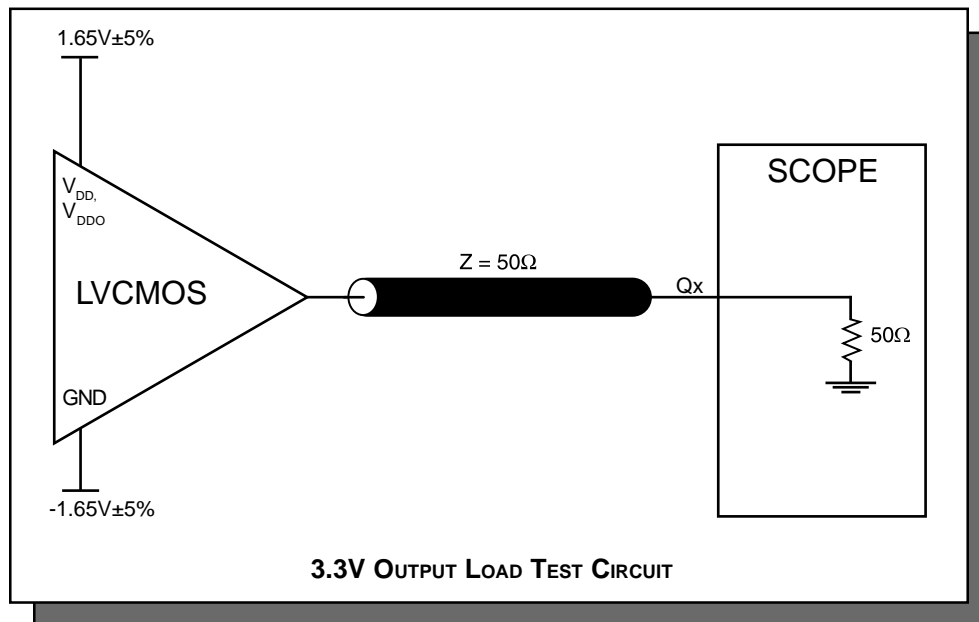 1.65V±5%
SCOPE
VDD,
VDDO
Z = 50Ω
LVCMOS
Qx
50Ω
GND
-1.65V±5%
3.3V OUTPUT LOAD TEST CIRCUIT